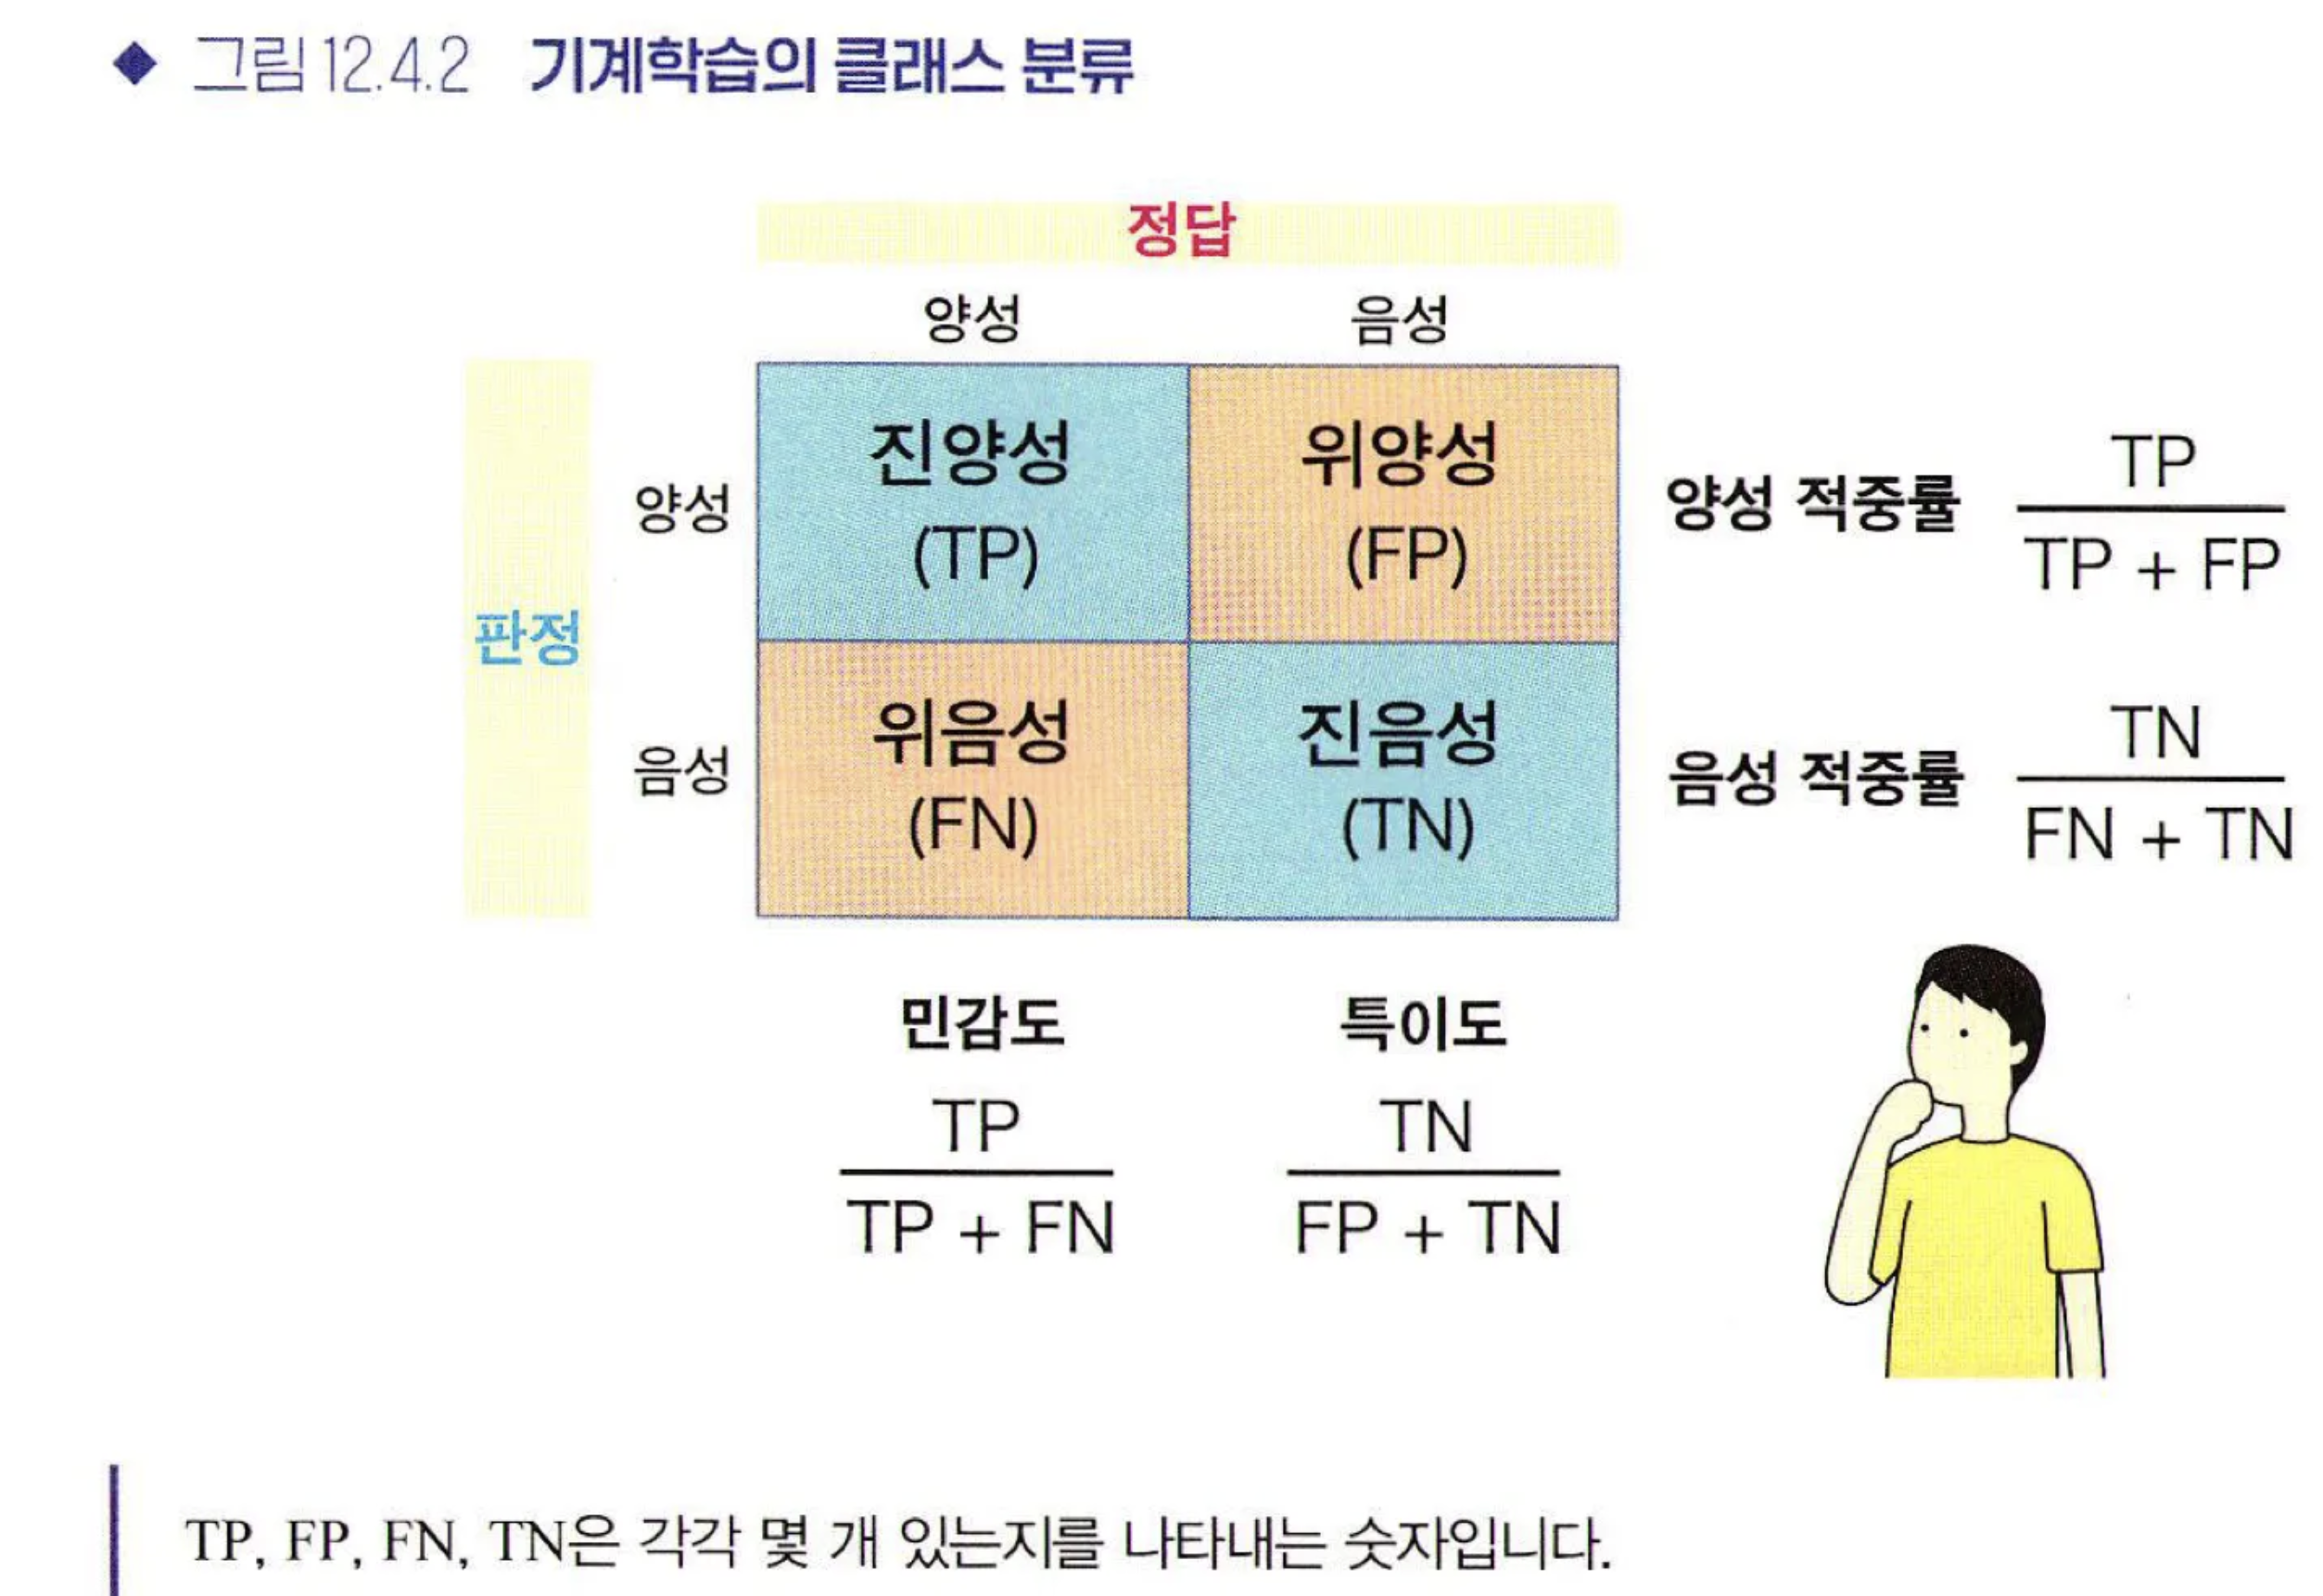 ◆ 그림 12.4.2 기계학습의 클래스 분류
정답
양성 음성
진양성 위양성
(TP) (FP)
양성
양성 적중률 TP
TP + FP
판정
위음성 진음성
(FN) (TN)
음성
음성 적중률 TN
FN + TN
민감도 특이도
TP TN
TP + FN FP + TN
TP, FP, FN, TN은 각각 몇 개 있는지를 나타내는 숫자입니다.